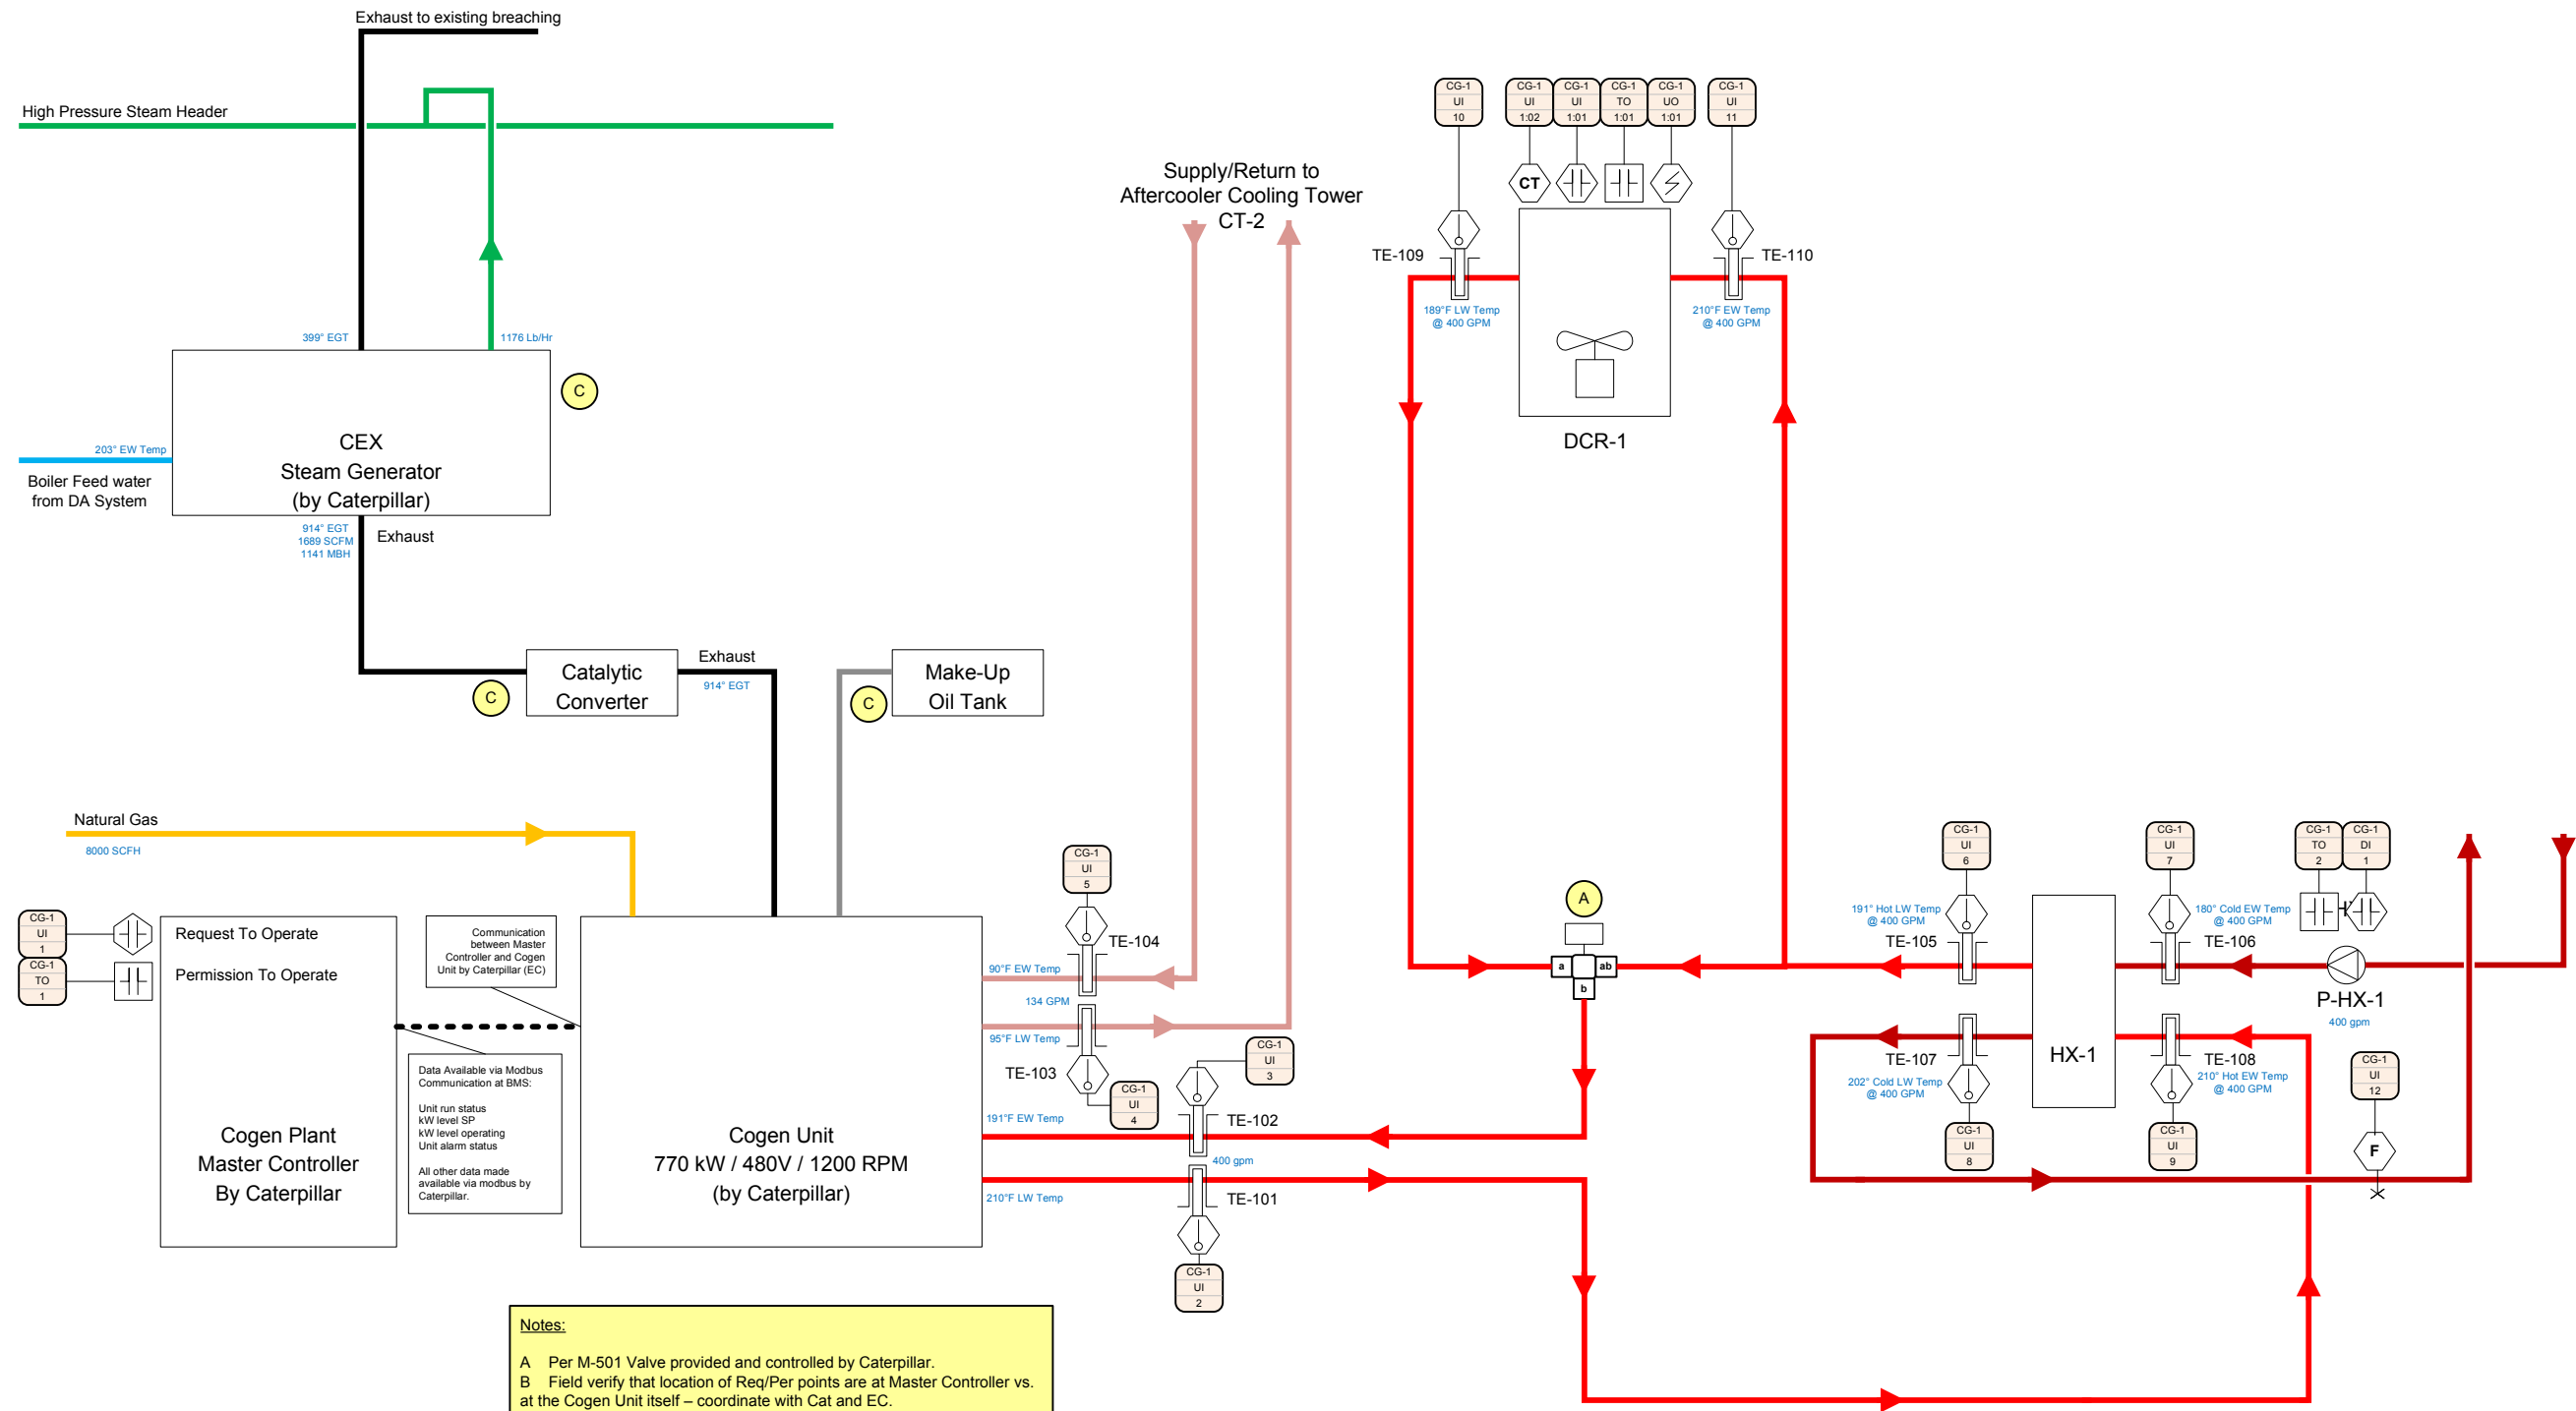 Exhaust to existing breaching
High Pressure Steam Header
399° EGT
1176 Lb/Hr
C
CEX
Steam Generator
(by Caterpillar)
203° EW Temp
Boiler Feed water
from DA System
914° EGT
1689 SCFM
1141 MBH
Exhaust
Catalytic
Converter
C
Exhaust
914° EGT
C
Make-Up
Oil Tank
Natural Gas
8000 SCFH
CG-1
UI
1
CG-1
TO
1
Request To Operate
Permission To Operate
Cogen Plant
Master Controller
By Caterpillar
Communication
between Master
Controller and Cogen
Unit by Caterpillar (EC)
Data Available via Modbus
Communication at BMS:
Unit run status
kW level SP
kW level operating
Unit alarm status
All other data made
available via modbus by
Caterpillar.
Cogen Unit
770 kW / 480V / 1200 RPM
(by Caterpillar)
Supply/Return to
Aftercooler Cooling Tower
CT-2
CG-1
UI
5
TE-104
90°F EW Temp
134 GPM
95°F LW Temp
TE-103
CG-1
UI
4
CG-1
UI
3
TE-102
191°F EW Temp
400 gpm
210°F LW Temp
TE-101
CG-1
UI
2
CG-1
UI
10
CG-1
UI
1:02
CG-1
UI
1:01
CG-1
TO
1:01
CG-1
UO
1:01
CG-1
UI
11
CT
TE-109
TE-110
189°F LW Temp
@ 400 GPM
210°F EW Temp
@ 400 GPM
DCR-1
A
a
ab
b
CG-1
UI
6
CG-1
UI
7
CG-1
TO
2
CG-1
DI
1
191° Hot LW Temp
@ 400 GPM
TE-105
180° Cold EW Temp
@ 400 GPM
TE-106
P-HX-1
400 gpm
HX-1
TE-107
202° Cold LW Temp
@ 400 GPM
TE-108
210° Hot EW Temp
@ 400 GPM
CG-1
UI
8
CG-1
UI
9
CG-1
UI
12
F
Notes:
A Per M-501 Valve provided and controlled by Caterpillar.
B Field verify that location of Req/Per points are at Master Controller vs.
at the Cogen Unit itself – coordinate with Cat and EC.